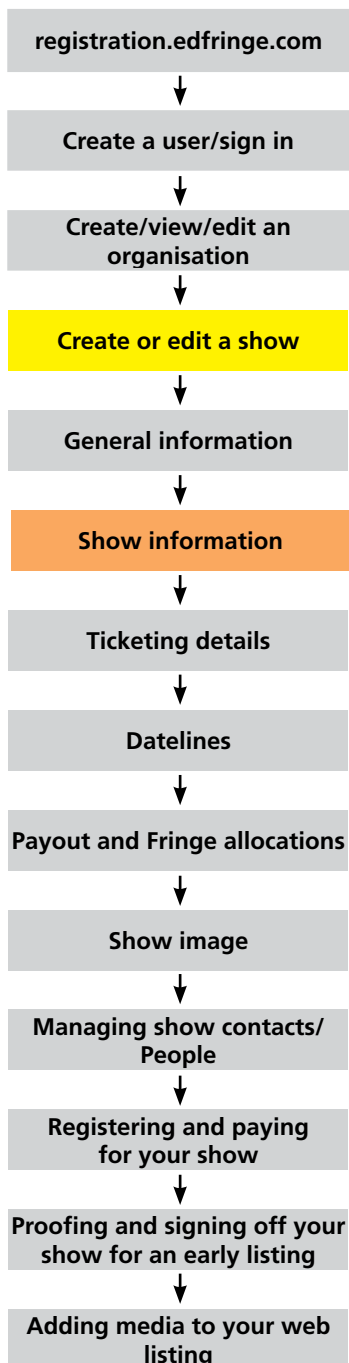 registration.edfringe.com
Create a user/sign in
Create/view/edit an
organisation
Create or edit a show
General information
Show information
Ticketing details
Datelines
Payout and Fringe allocations
Show image
Managing show contacts/
People
Registering and paying
for your show
Proofing and signing off your
show for an early listing
Adding media to your web
listing